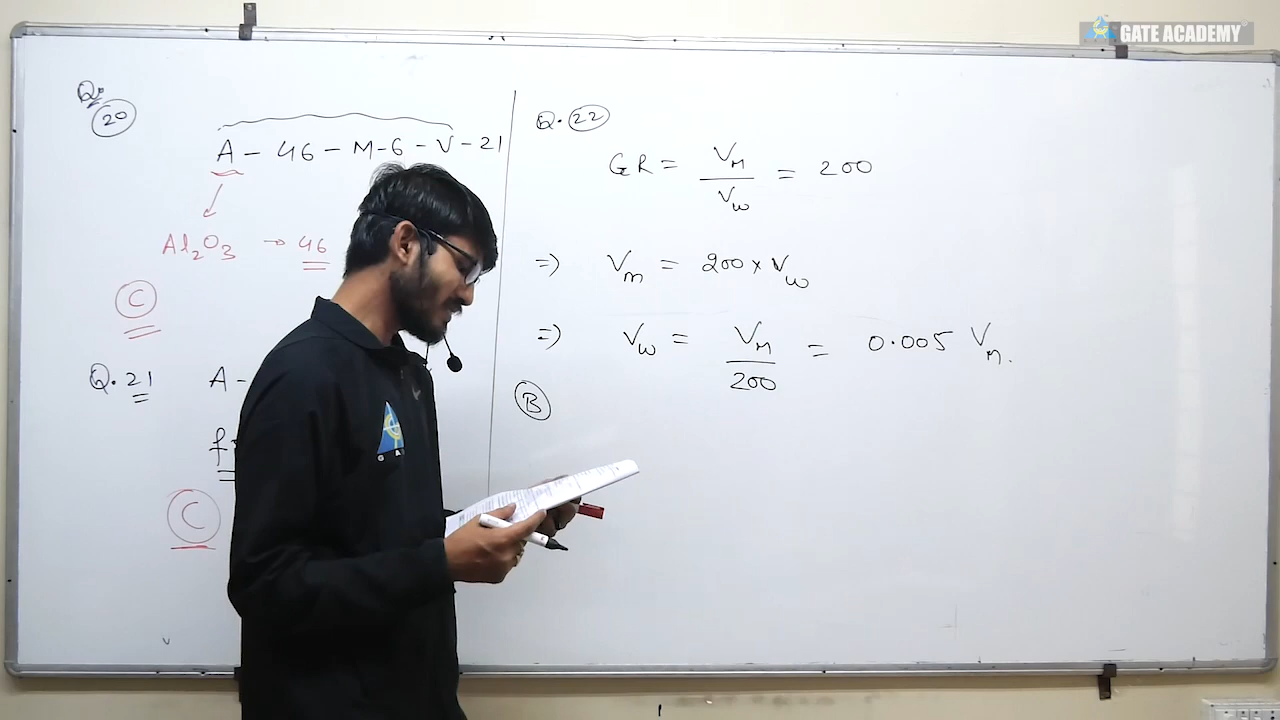 GATE ACADEMY
Q.
20
A - 46 - M - 6 - V - 21
Al2O3 → 46
C
Q. 21 A -
C
Q. 22
GR = VM / VW = 200
⇒ Vm = 200 × VW
⇒ VW = VM / 200 = 0.005 VM.
B